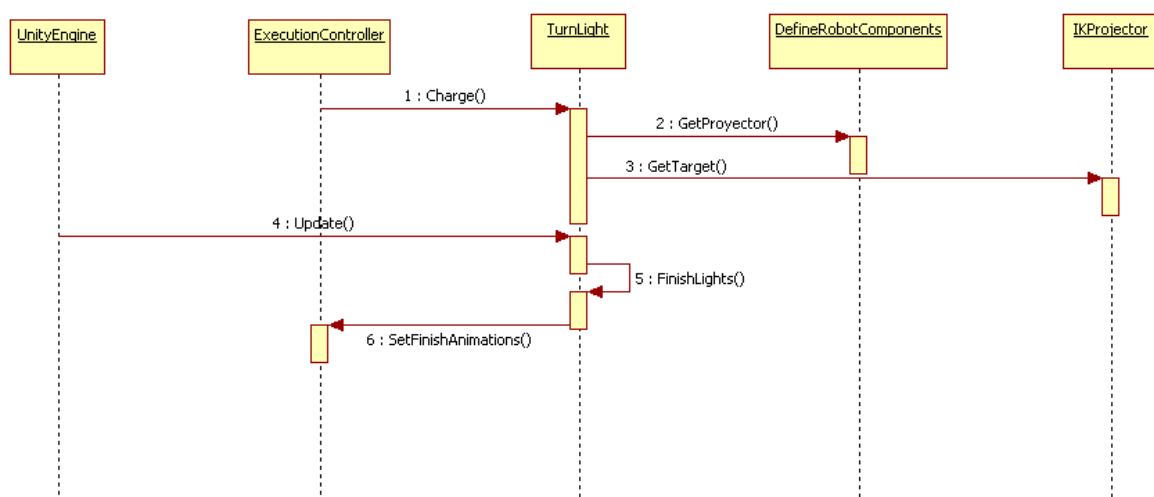 UnityEngine
ExecutionController
TurnLight
DefineRobotComponents
IKProjector
1 : Charge()
2 : GetProyector()
3 : GetTarget()
4 : Update()
5 : FinishLights()
6 : SetFinishAnimations()